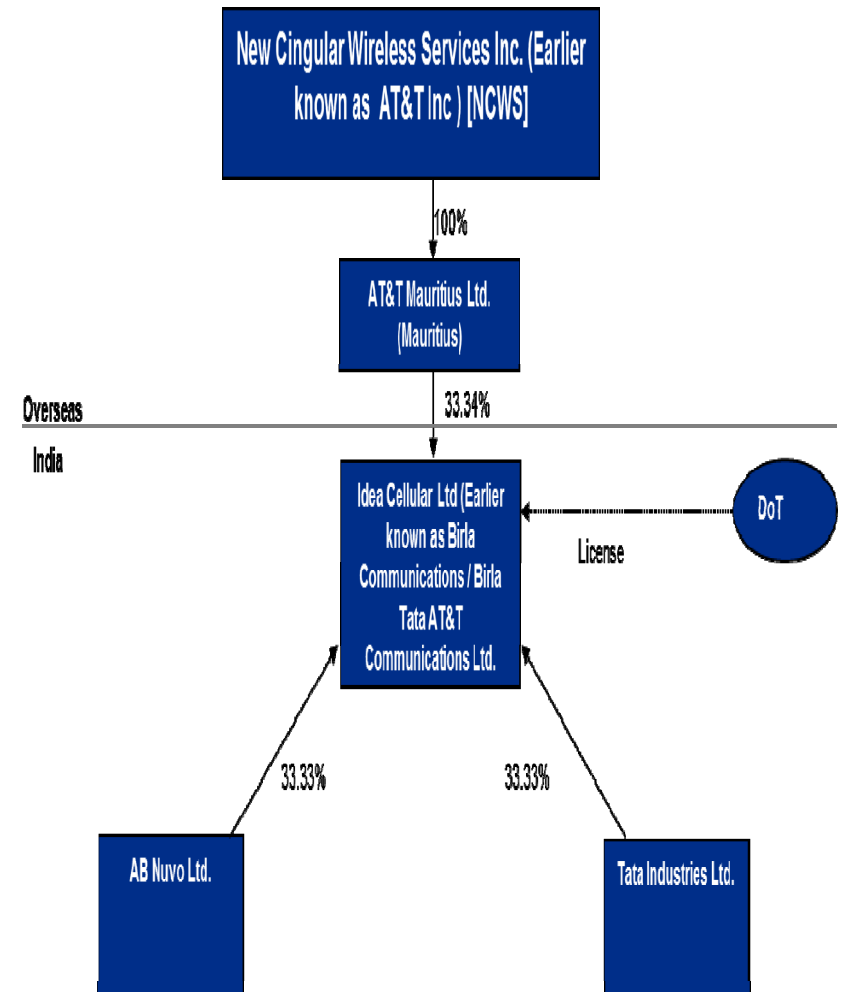 New Cingular Wireless Services Inc. (Earlier
known as AT&T Inc ) [NCWS]
100%
AT&T Mauritius Ltd.
(Mauritius)
33.34%
Overseas
India
Idea Cellular Ltd (Earlier
known as Birla
Communications / Birla
Tata AT&T
Communications Ltd.
DoT
License
33.33%
33.33%
AB Nuvo Ltd.
Tata Industries Ltd.